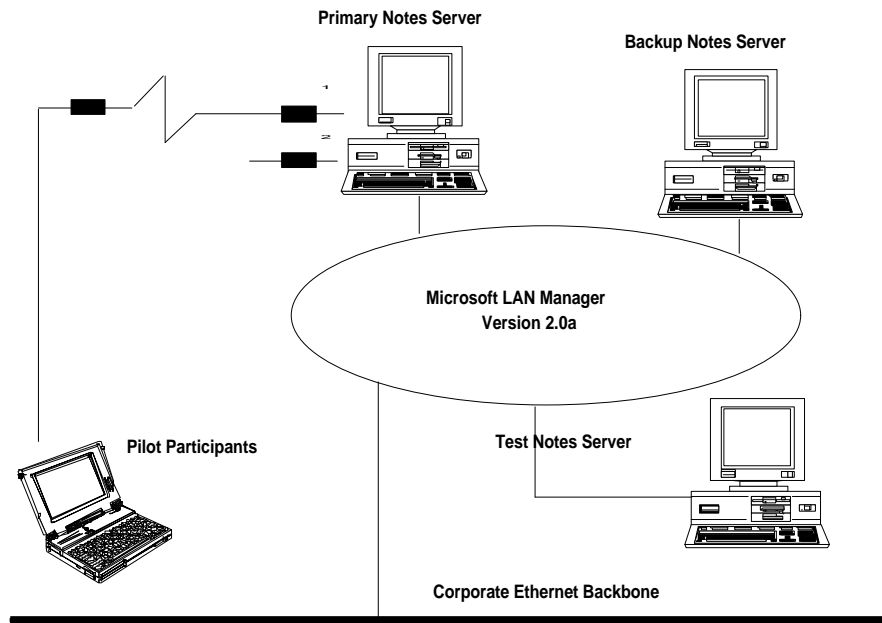 Primary Notes Server
Backup Notes Server
1
2
Microsoft LAN Manager
Version 2.0a
Pilot Participants
Test Notes Server
Corporate Ethernet Backbone